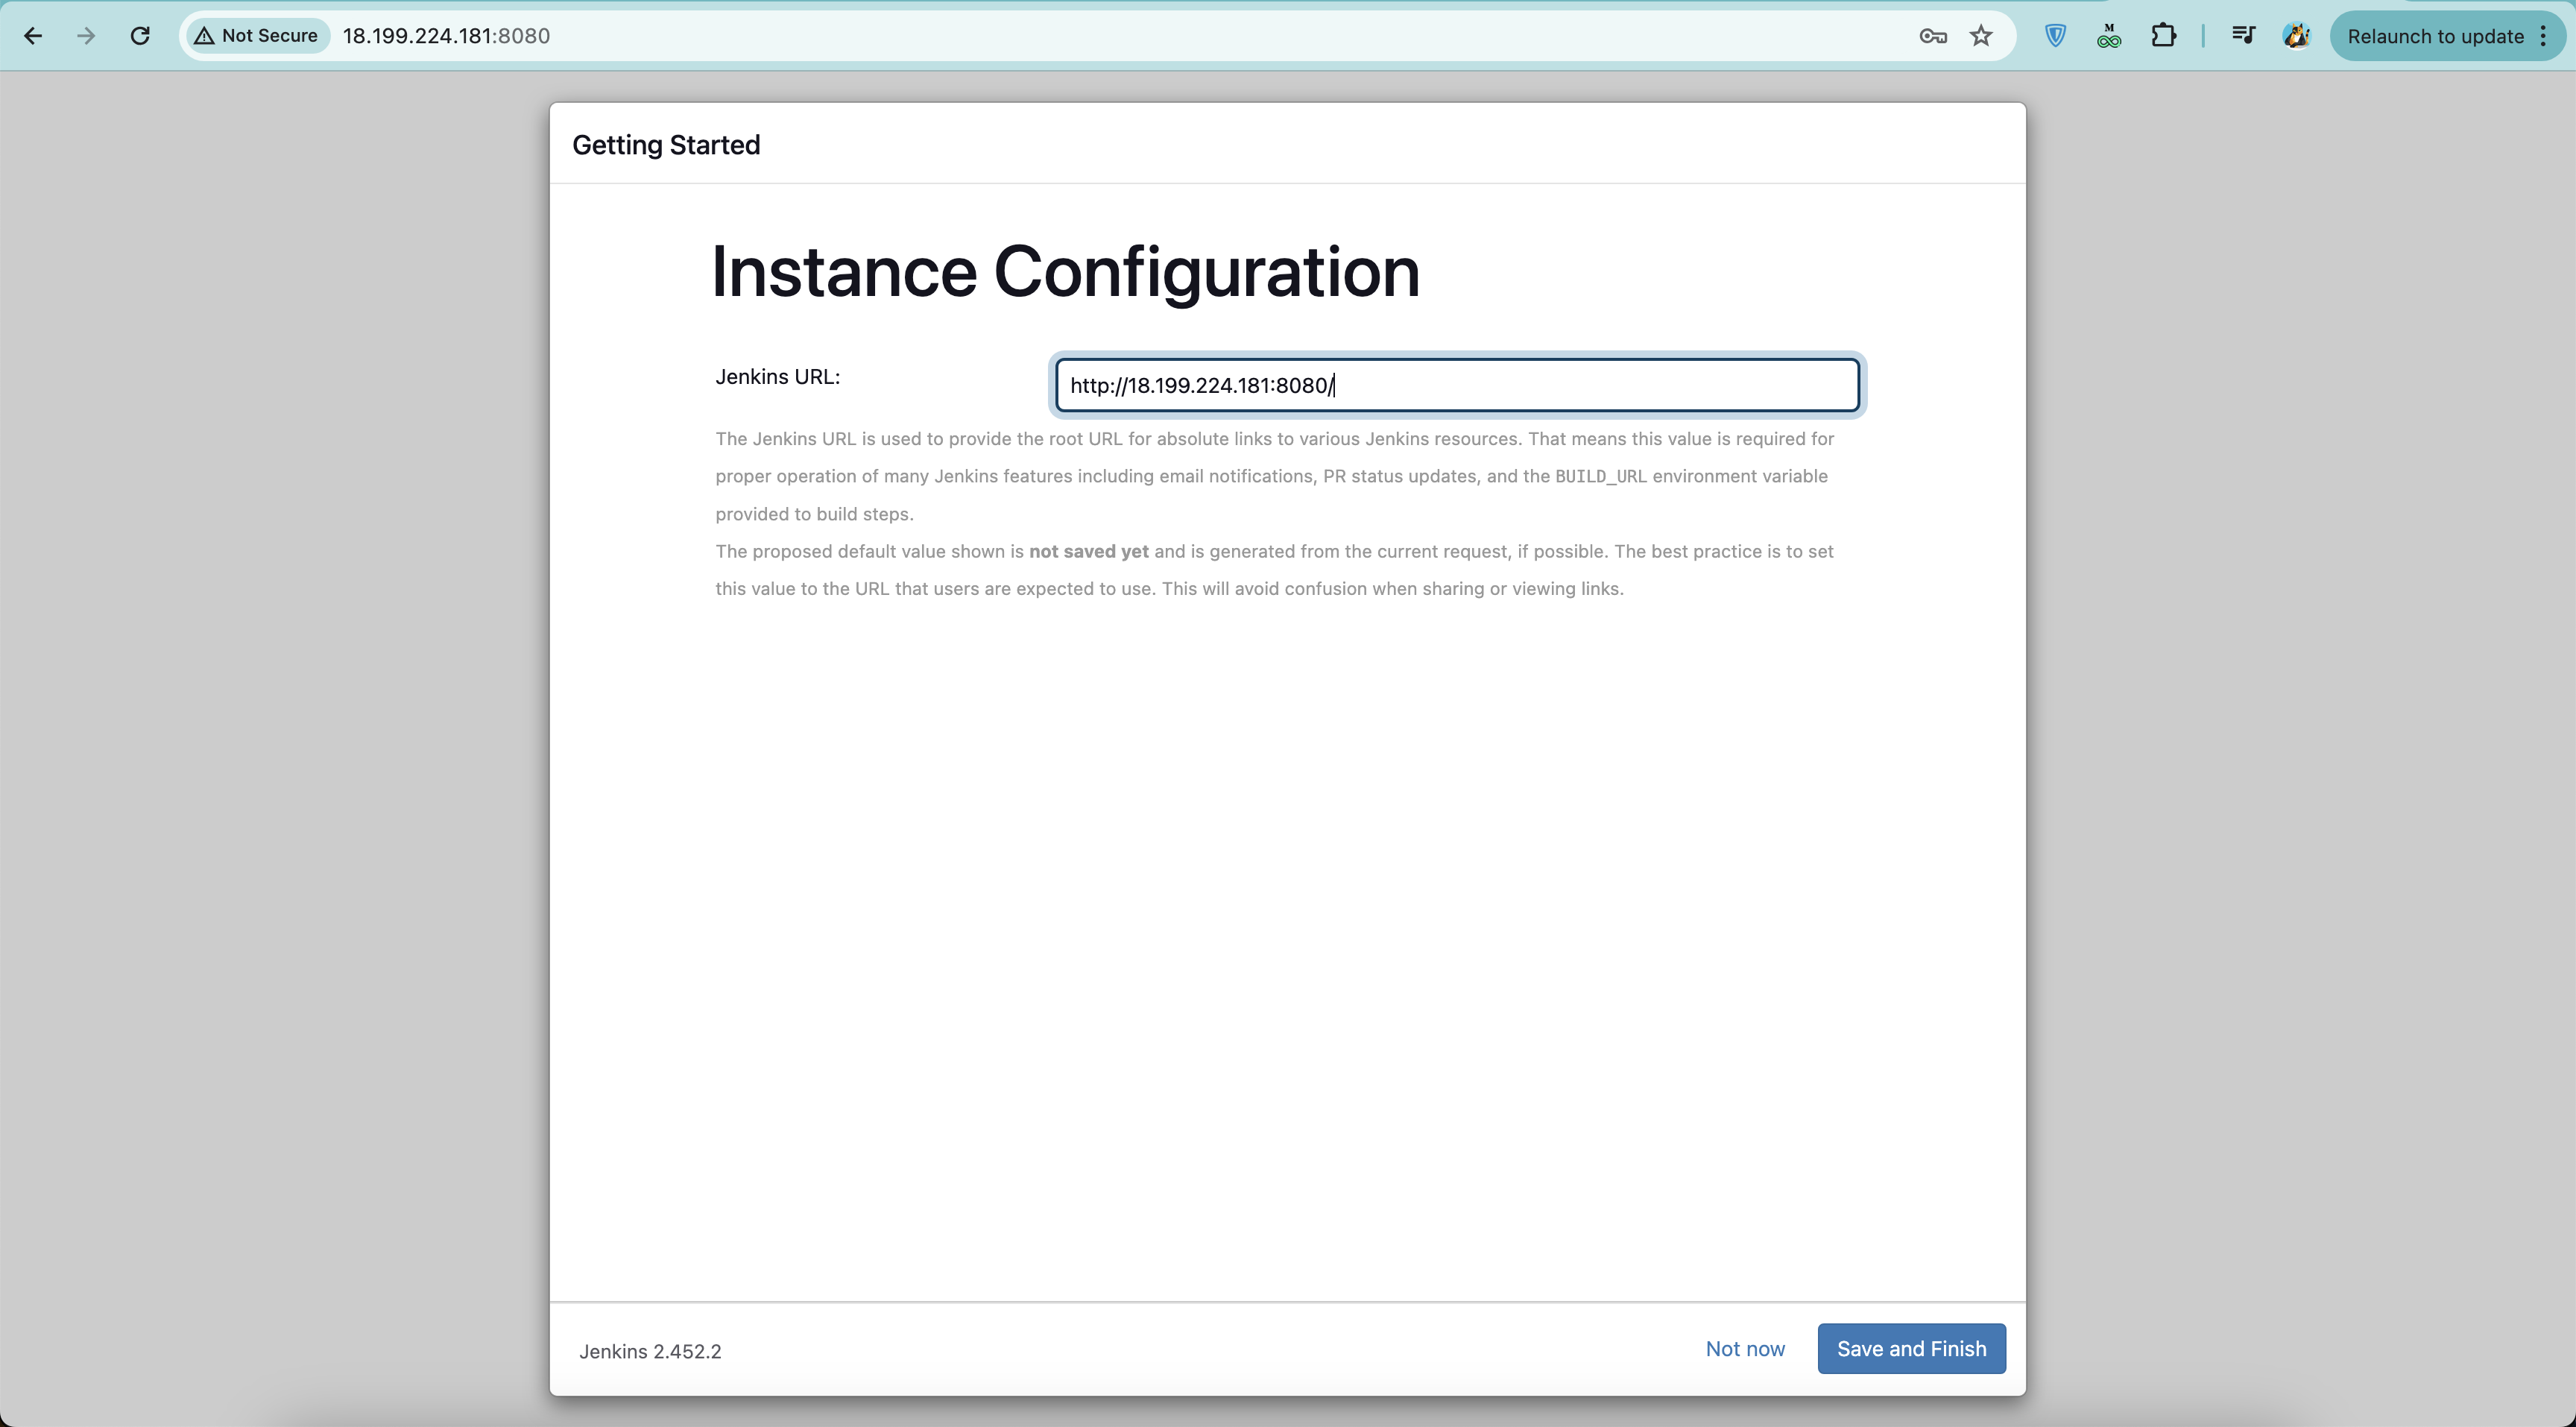 Not Secure 18.199.224.181:8080 M Relaunch to update
Getting Started
Instance Configuration
Jenkins URL: http://18.199.224.181:8080/
The Jenkins URL is used to provide the root URL for absolute links to various Jenkins resources. That means this value is required for
proper operation of many Jenkins features including email notifications, PR status updates, and the BUILD_URL environment variable
provided to build steps.
The proposed default value shown is not saved yet and is generated from the current request, if possible. The best practice is to set
this value to the URL that users are expected to use. This will avoid confusion when sharing or viewing links.
Jenkins 2.452.2 Not now Save and Finish